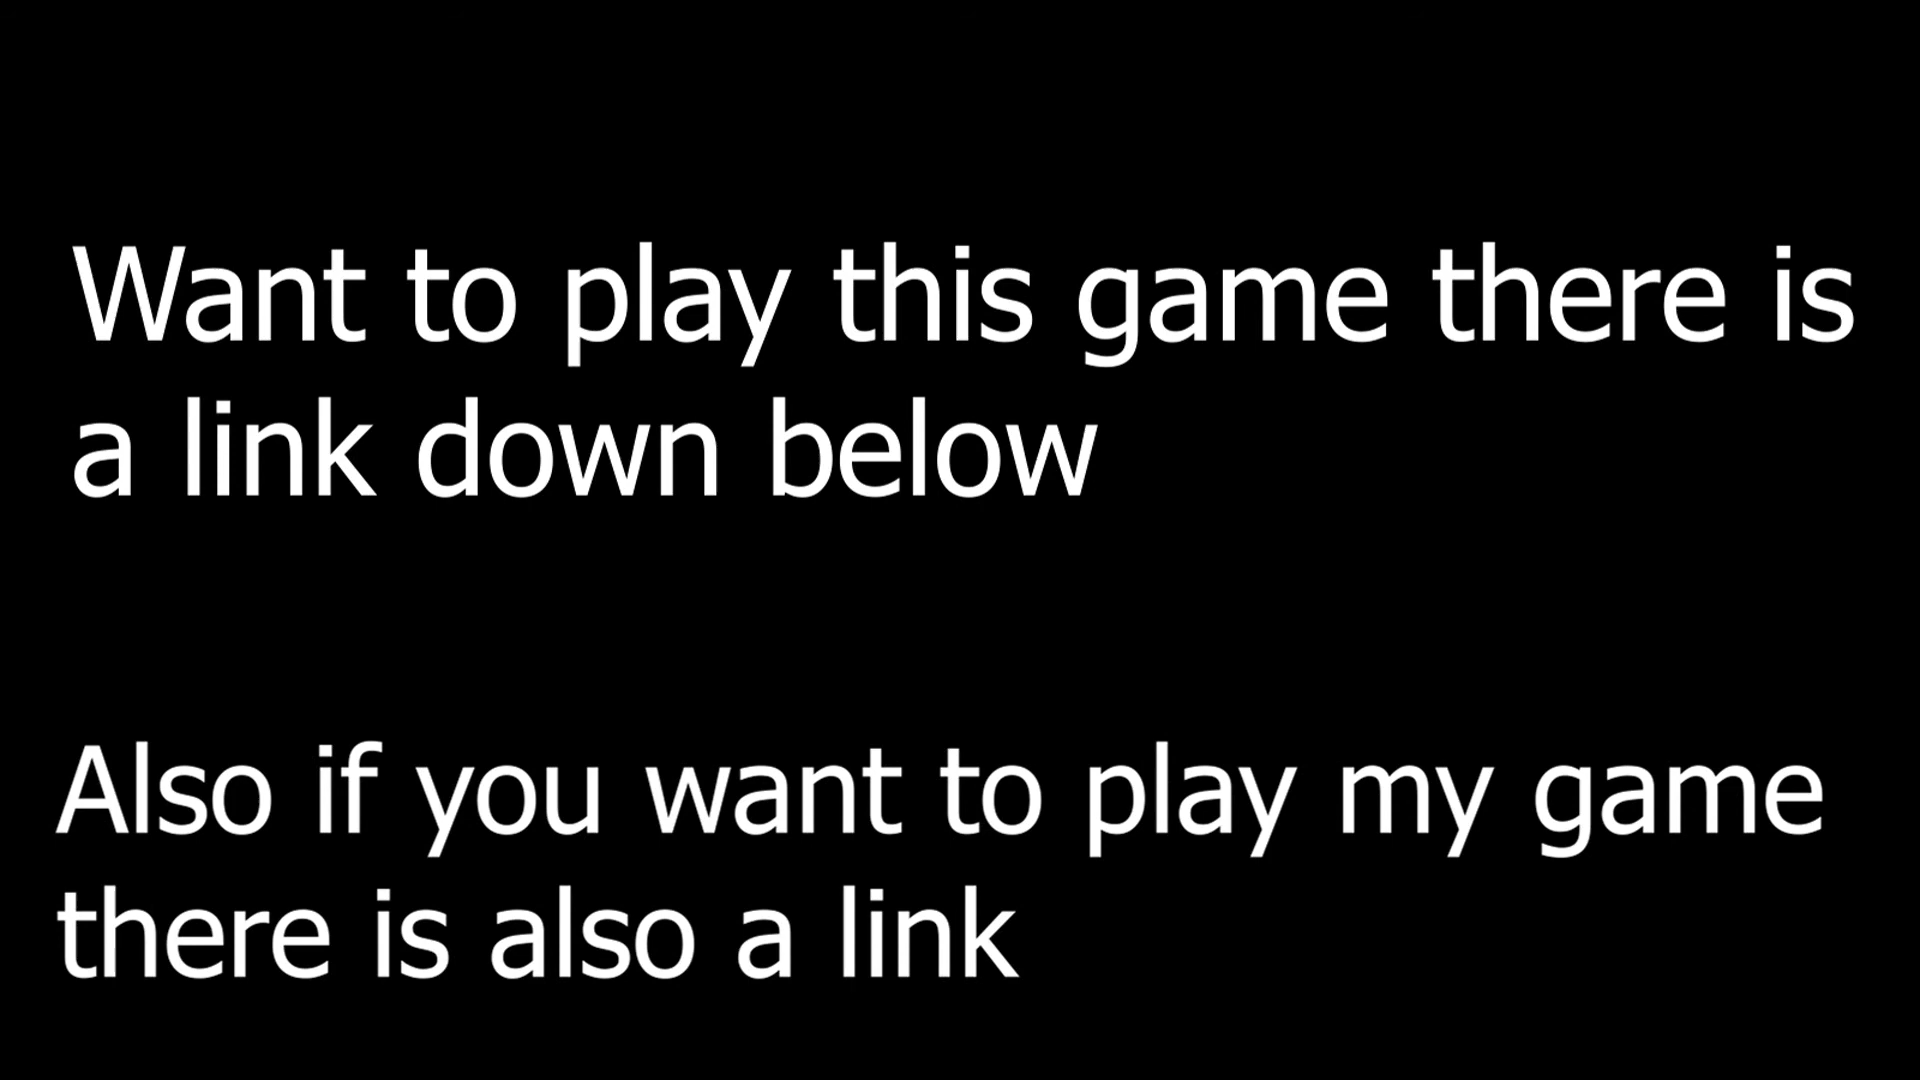 Want to play this game there is
a link down below
Also if you want to play my game
there is also a link